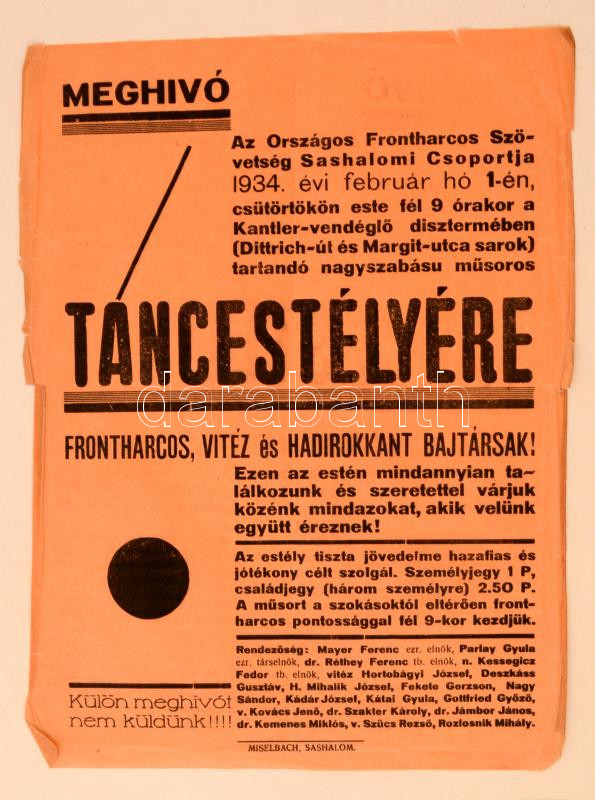 MEGHIVÓ
Az Országos Frontharcos Szö-
vetség Sashalomi Csoportja
1934. évi február hó 1-én,
csütörtökön este fél 9 órakor a
Kantler-vendéglő disztermében
(Dittrich-út és Margit-utca sarok)
tartandó nagyszabásu műsoros
TÁNCESTÉLYÉRE
darabanth
FRONTHARCOS, VITÉZ és HADIROKKANT BAJTÁRSAK!
Ezen az estén mindannyian ta-
lálkozunk és szeretettel várjuk
közénk mindazokat, akik velünk
együtt éreznek!
Az estély tiszta jövedelme hazafias és
jótékony célt szolgál. Személyjegy 1 P,
családjegy (három személyre) 2.50 P.
A műsort a szokásoktól eltérően front-
harcos pontossággal fél 9-kor kezdjük.
Rendezőség: Mayer Ferenc ezr. elnök, Parlay Gyula
ezr. társelnök, dr. Réthey Ferenc tb. elnök, n. Kessegicz
Fedor tb. elnök, vitéz Hortobágyi József, Deszkáss
Gusztáv, H. Mihalik József, Fekete Gerzson, Nagy
Sándor, Kádár József, Kátai Gyula, Gottfried Győző,
v. Kovács Jenő, dr. Szakter Károly, dr. Jámbor János,
dr. Kemenes Miklós, v. Szücs Rezső, Rozlosnik Mihály.
Külön meghivót
nem küldünk!!!!
MISELBACH, SASHALOM.